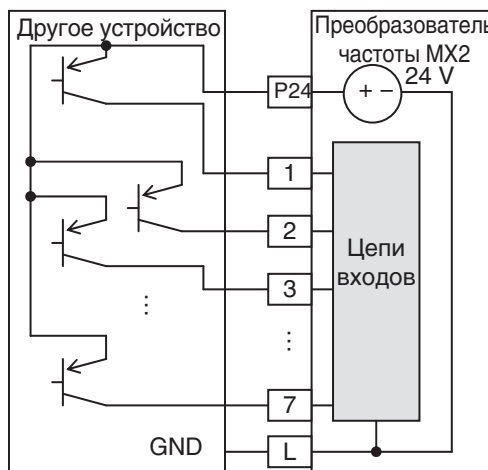 Другое устройство
Преобразователь
частоты MX2
24 V
P24
+ −
1
2
Цепи
входов
3
...
...
7
GND
L